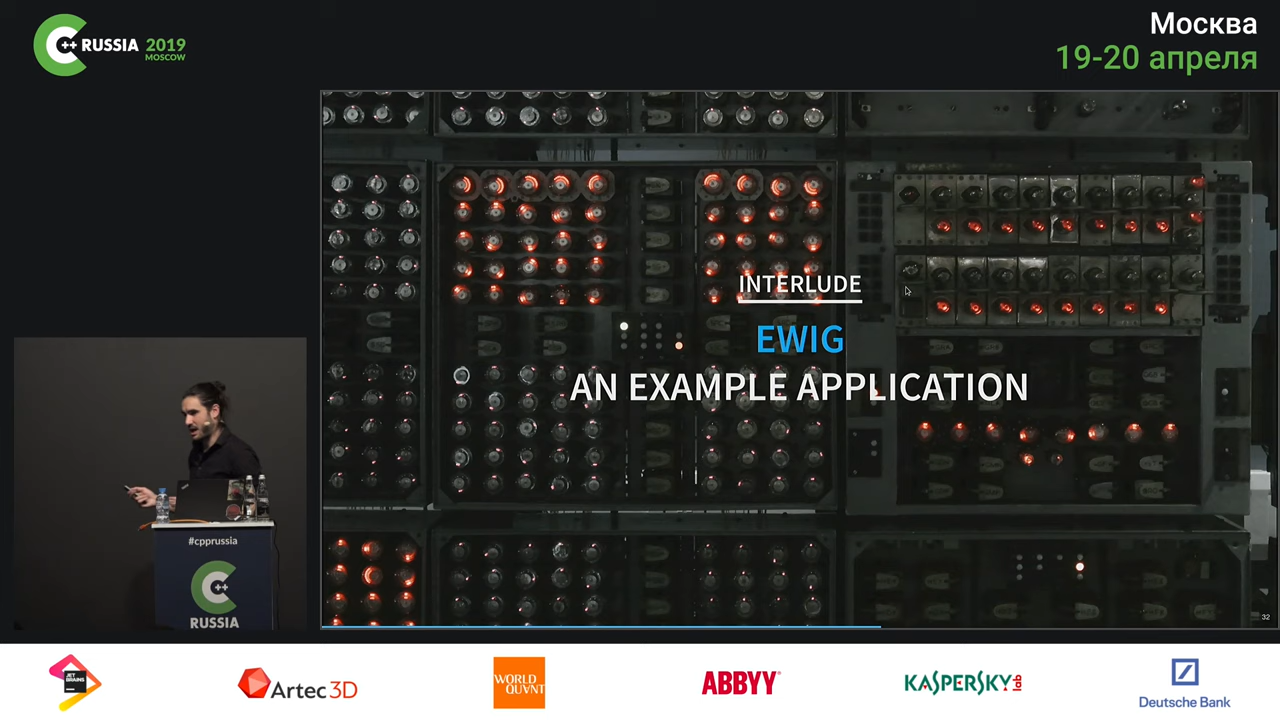 C++ RUSSIA 2019
MOSCOW
Москва
19-20 апреля
INTERLUDE
EWIG
AN EXAMPLE APPLICATION
32
#cpprussia
C++
RUSSIA
JET
BRAINS
Artec 3D
WORLD
QUANT
ABBYY
KASPERSKY lab
Deutsche Bank